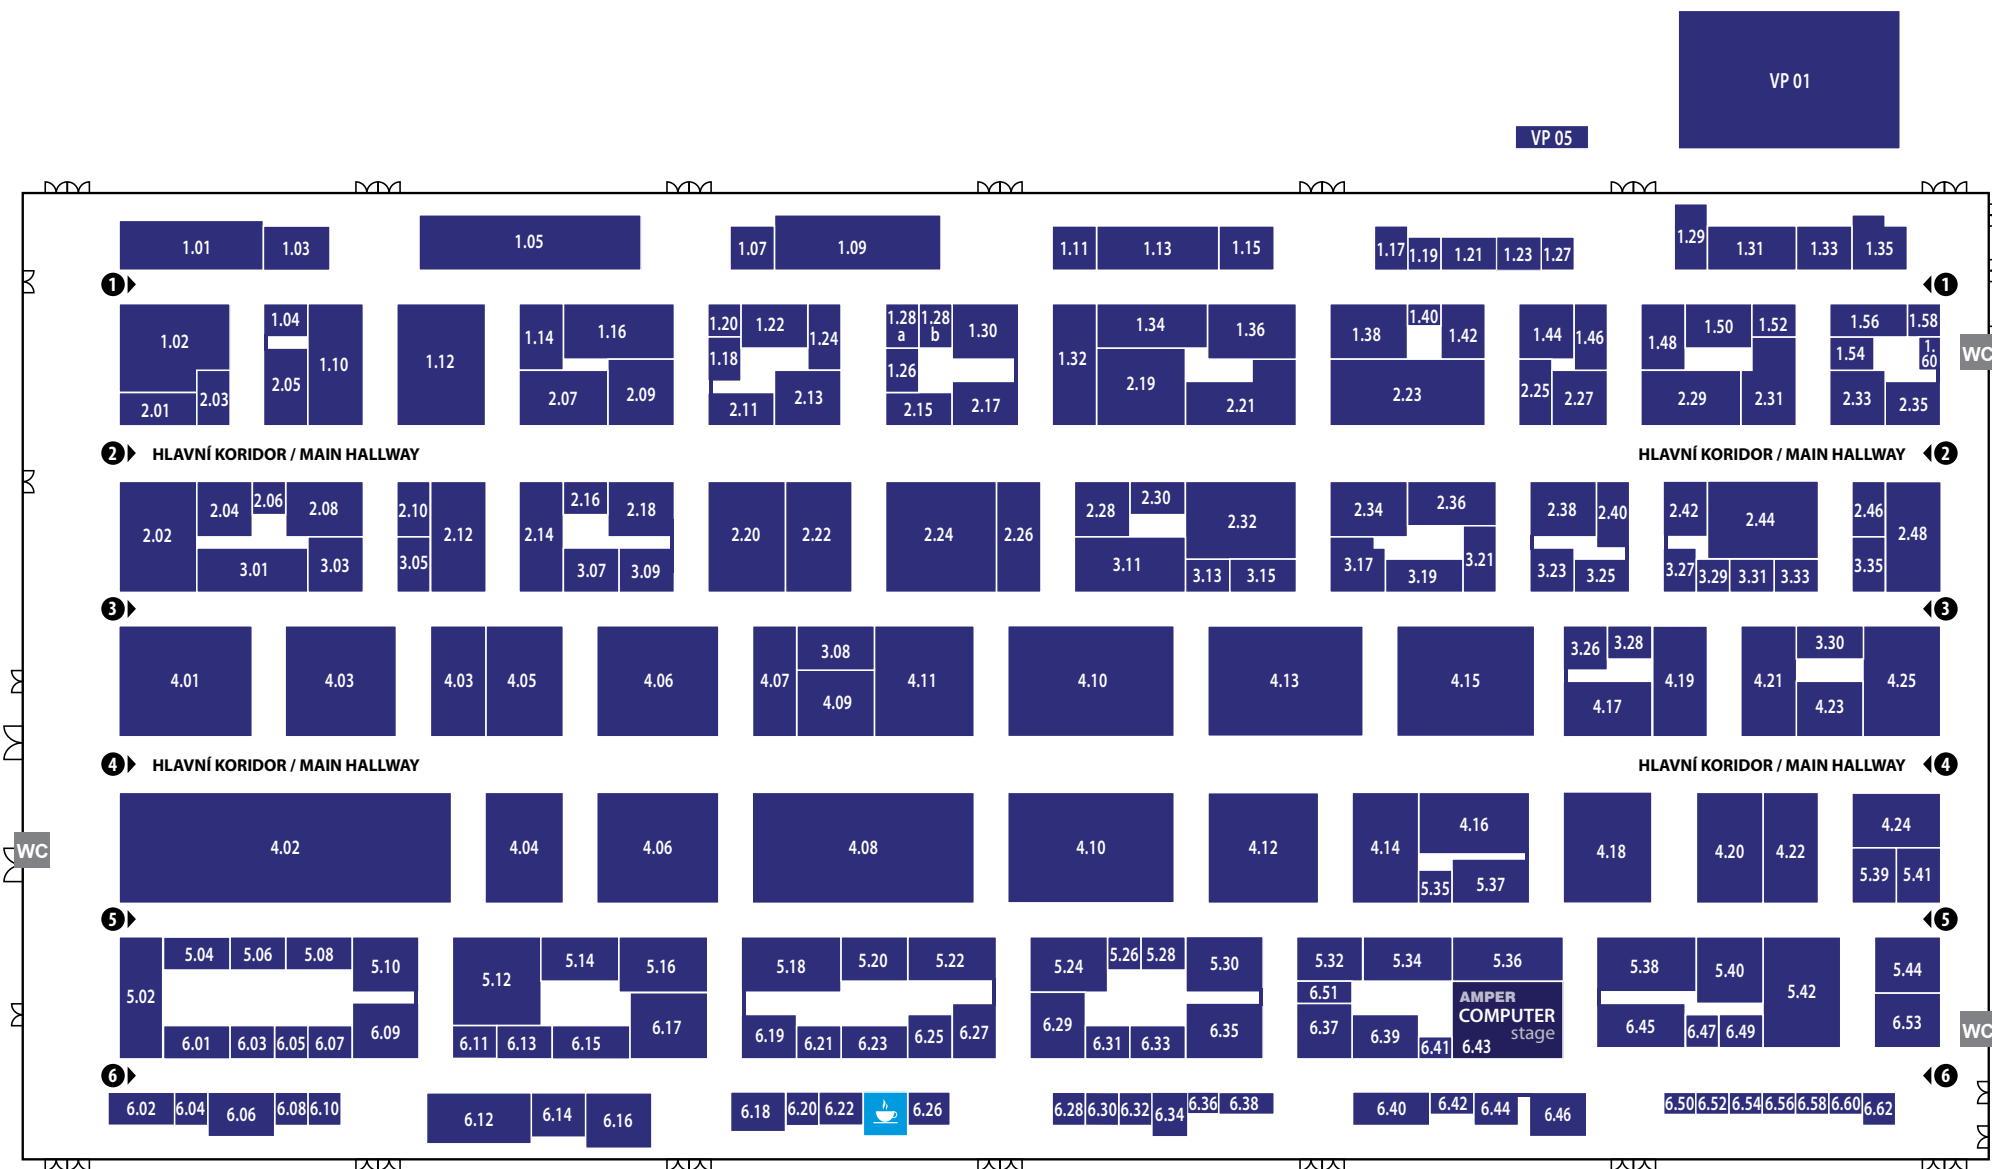 VP 01
VP 05
1.01 1.03 1.05 1.07 1.09 1.11 1.13 1.15 1.17 1.19 1.21 1.23 1.27 1.29 1.31 1.33 1.35
1 1
1.02 1.04 1.10 1.12 1.14 1.16 1.20 1.22 1.24 1.28 a 1.28 b 1.30 1.32 1.34 1.36 1.38 1.40 1.42 1.44 1.46 1.48 1.50 1.52 1.56 1.58
1.18 1.26 1.54 1.60
WC
2.01 2.03 2.05 2.07 2.09 2.11 2.13 2.15 2.17 2.19 2.21 2.23 2.25 2.27 2.29 2.31 2.33 2.35
2 HLAVNÍ KORIDOR / MAIN HALLWAY HLAVNÍ KORIDOR / MAIN HALLWAY 2
2.02 2.04 2.06 2.08 2.10 2.12 2.14 2.16 2.18 2.20 2.22 2.24 2.26 2.28 2.30 2.32 2.34 2.36 2.38 2.40 2.42 2.44 2.46 2.48
3.01 3.03 3.05 3.07 3.09 3.11 3.13 3.15 3.17 3.19 3.21 3.23 3.25 3.27 3.29 3.31 3.33 3.35
3 3
3.08 3.26 3.28 3.30
4.01 4.03 4.03 4.05 4.06 4.07 4.09 4.11 4.10 4.13 4.15 4.17 4.19 4.21 4.23 4.25
4 HLAVNÍ KORIDOR / MAIN HALLWAY HLAVNÍ KORIDOR / MAIN HALLWAY 4
WC
4.02 4.04 4.06 4.08 4.10 4.12 4.14 4.16 4.18 4.20 4.22 4.24
5.35 5.37 5.39 5.41
5 5
5.02 5.04 5.06 5.08 5.10 5.12 5.14 5.16 5.18 5.20 5.22 5.24 5.26 5.28 5.30 5.32 5.34 5.36 5.38 5.40 5.42 5.44
6.51
AMPER
COMPUTER
stage
6.01 6.03 6.05 6.07 6.09 6.11 6.13 6.15 6.17 6.19 6.21 6.23 6.25 6.27 6.29 6.31 6.33 6.35 6.37 6.39 6.41 6.43 6.45 6.47 6.49 6.53
WC
6 6
6.02 6.04 6.06 6.08 6.10 6.12 6.14 6.16 6.18 6.20 6.22 6.26 6.28 6.30 6.32 6.34 6.36 6.38 6.40 6.42 6.44 6.46 6.50 6.52 6.54 6.56 6.58 6.60 6.62